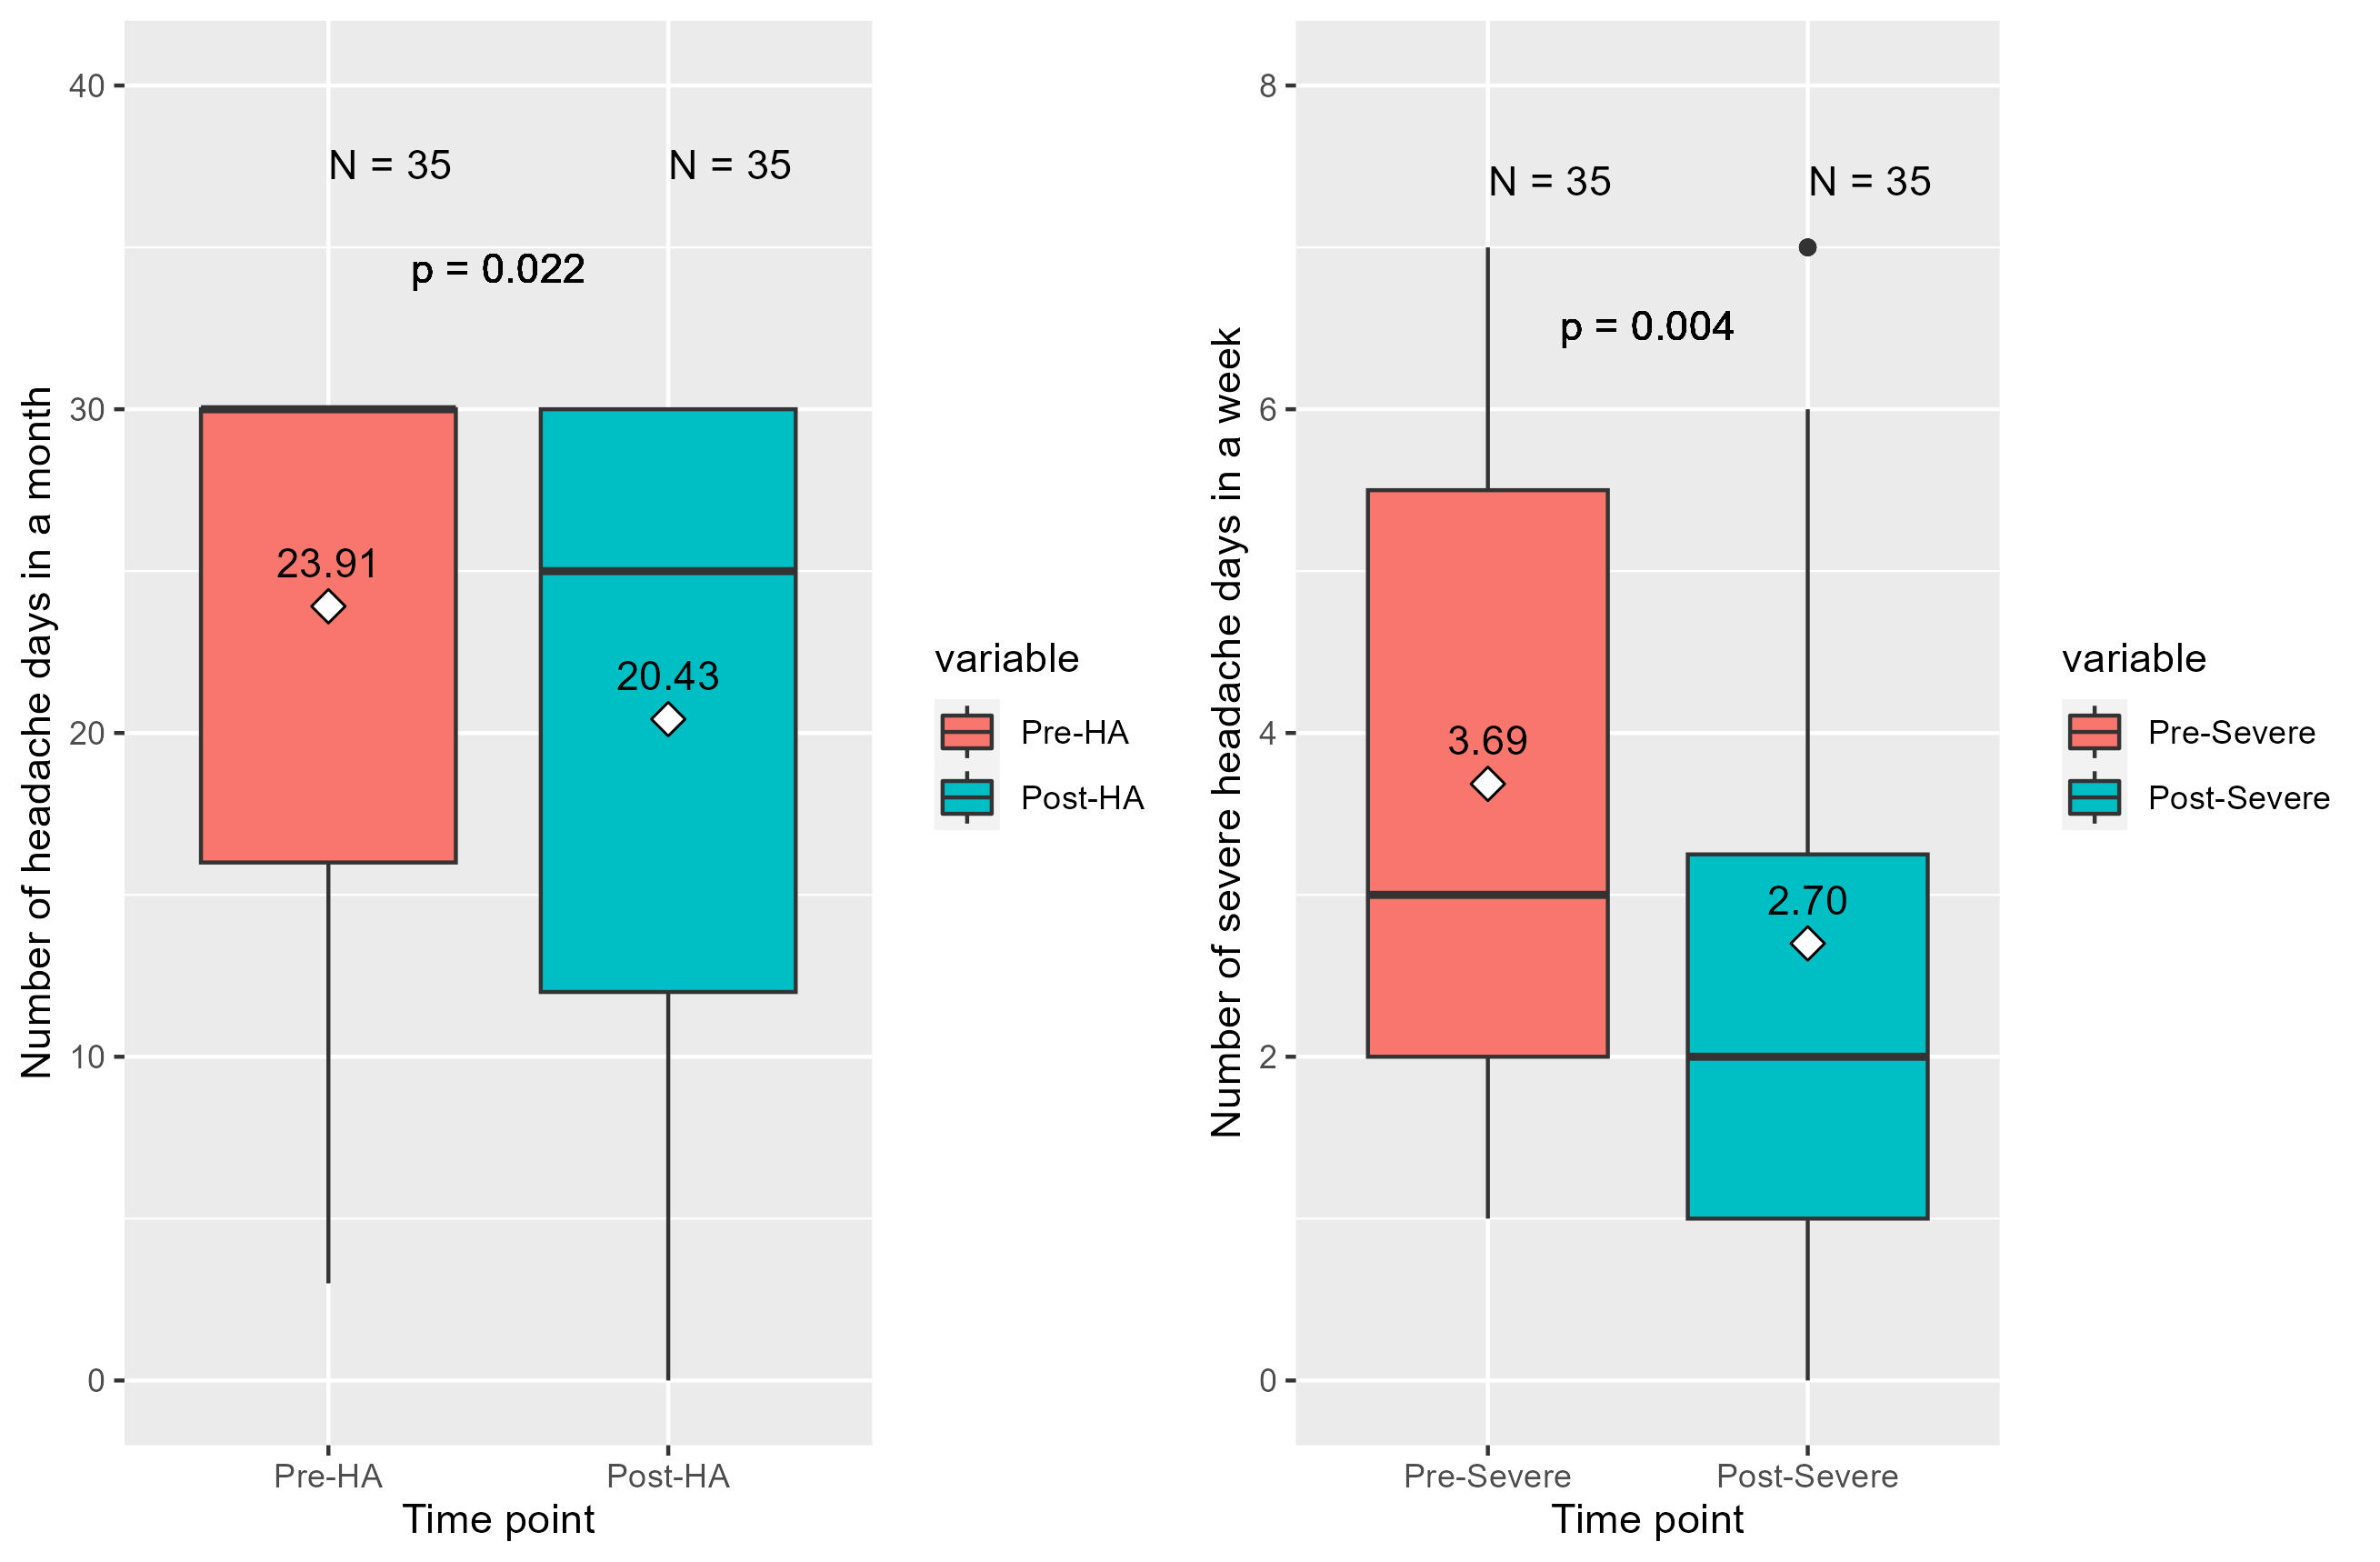 Number of headache days in a month
40
30
20
10
0
N = 35
N = 35
p = 0.022
23.91
20.43
Pre-HA
Post-HA
Time point
variable
Pre-HA
Post-HA
Number of severe headache days in a week
8
6
4
2
0
N = 35
N = 35
p = 0.004
3.69
2.70
Pre-Severe
Post-Severe
Time point
variable
Pre-Severe
Post-Severe